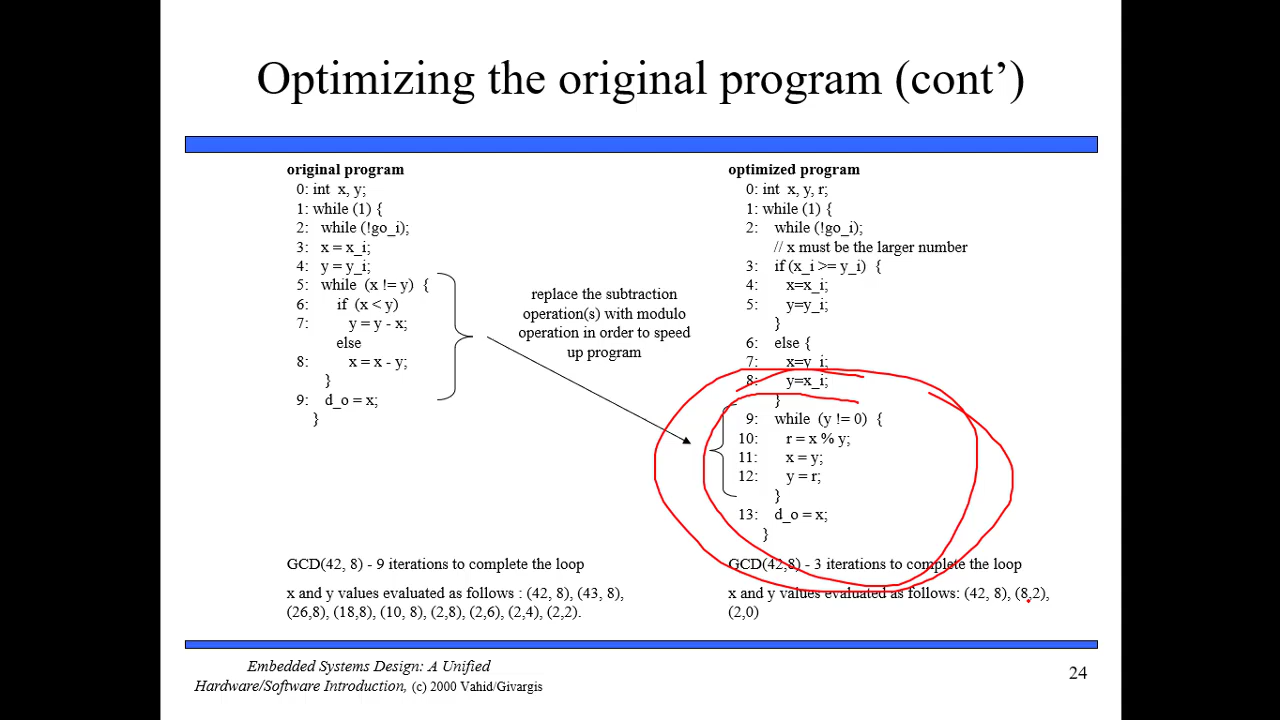 Optimizing the original program (cont’)
original program
0: int x, y;
1: while (1) {
2: while (!go_i);
3: x = x_i;
4: y = y_i;
5: while (x != y) {
6: if (x < y)
7: y = y - x;
else
8: x = x - y;
}
9: d_o = x;
}
replace the subtraction
operation(s) with modulo
operation in order to speed
up program
optimized program
0: int x, y, r;
1: while (1) {
2: while (!go_i);
// x must be the larger number
3: if (x_i >= y_i) {
4: x=x_i;
5: y=y_i;
}
6: else {
7: x=y_i;
8: y=x_i;
}
9: while (y != 0) {
10: r = x % y;
11: x = y;
12: y = r;
}
13: d_o = x;
}
GCD(42, 8) - 9 iterations to complete the loop
x and y values evaluated as follows : (42, 8), (43, 8),
(26,8), (18,8), (10, 8), (2,8), (2,6), (2,4), (2,2).
GCD(42,8) - 3 iterations to complete the loop
x and y values evaluated as follows: (42, 8), (8,2),
(2,0)
Embedded Systems Design: A Unified
Hardware/Software Introduction, (c) 2000 Vahid/Givargis
24